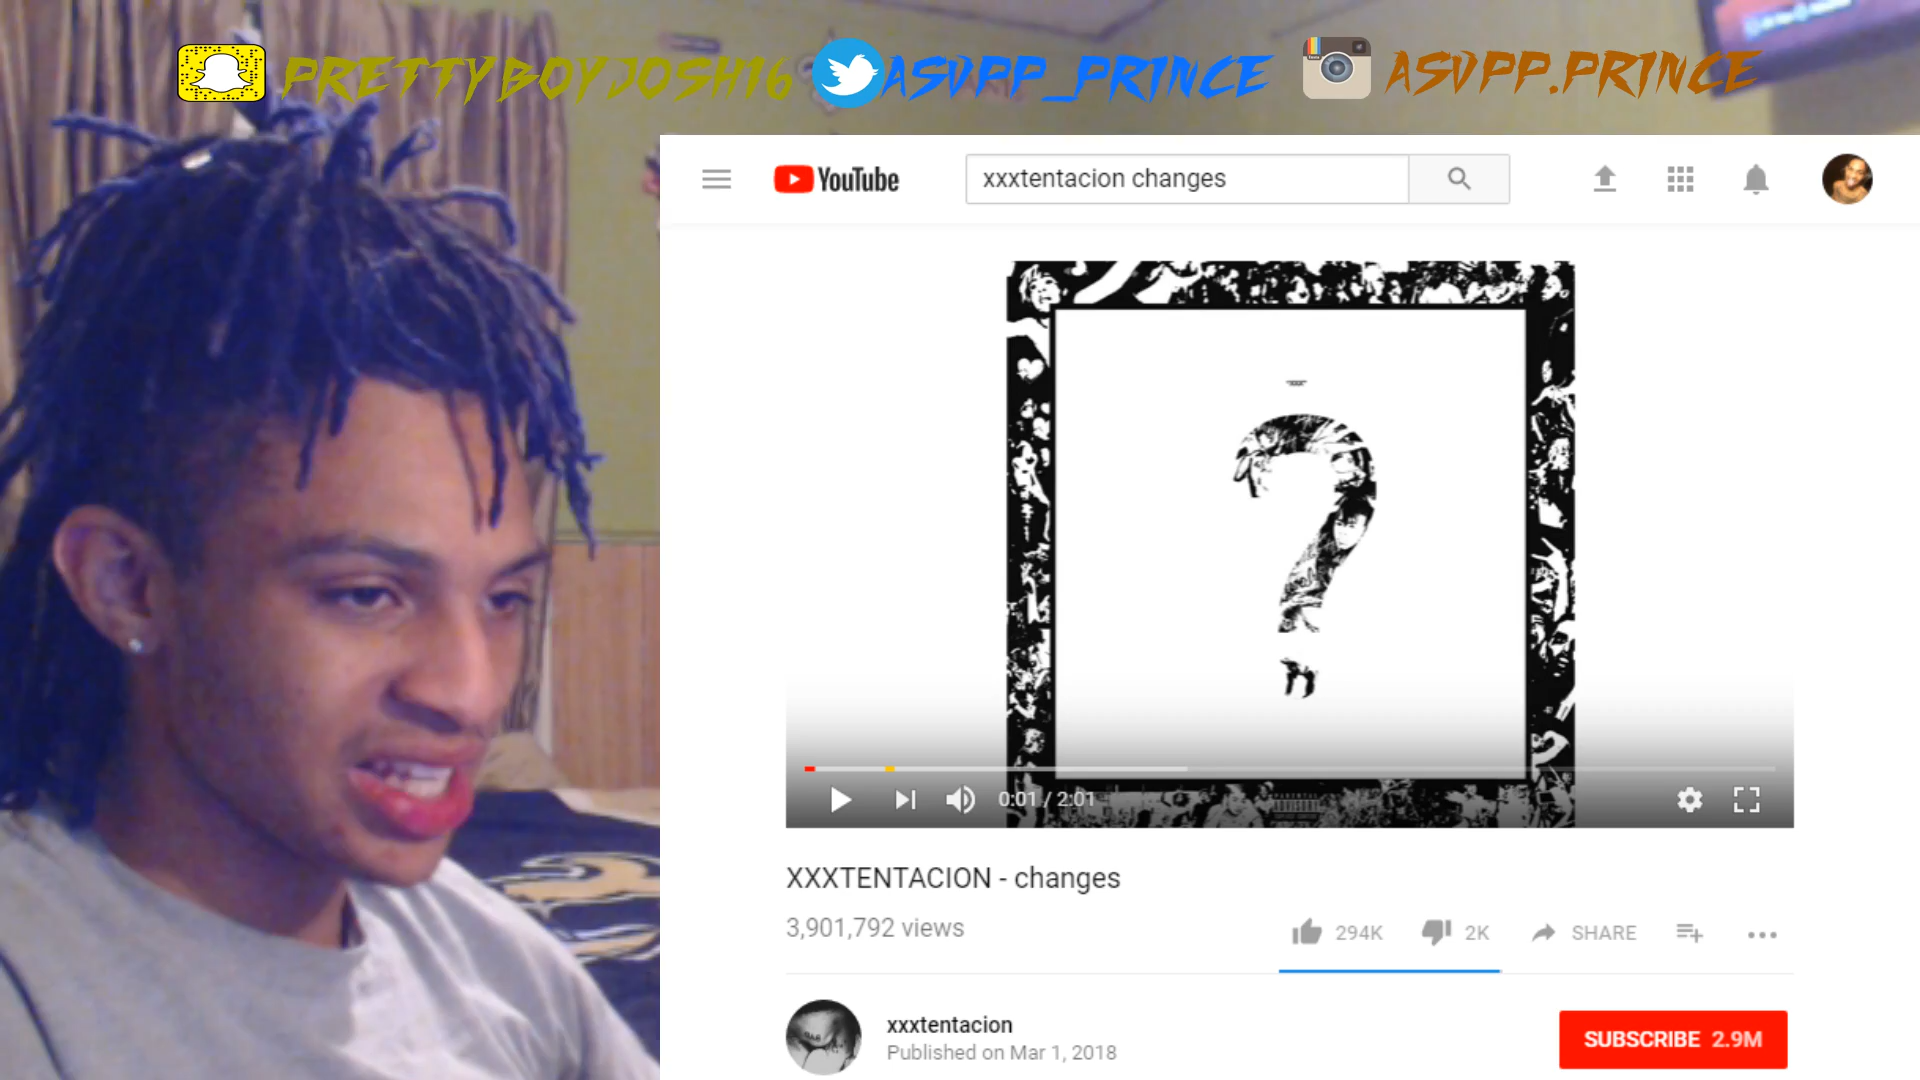 PRETTYBOYJOSH16
ASVPP_PRINCE
ASVPP.PRINCE
YouTube
xxxtentacion changes
0:01 / 2:01
XXXTENTACION - changes
3,901,792 views
294K
2K
SHARE
xxxtentacion
Published on Mar 1, 2018
SUBSCRIBE 2.9M